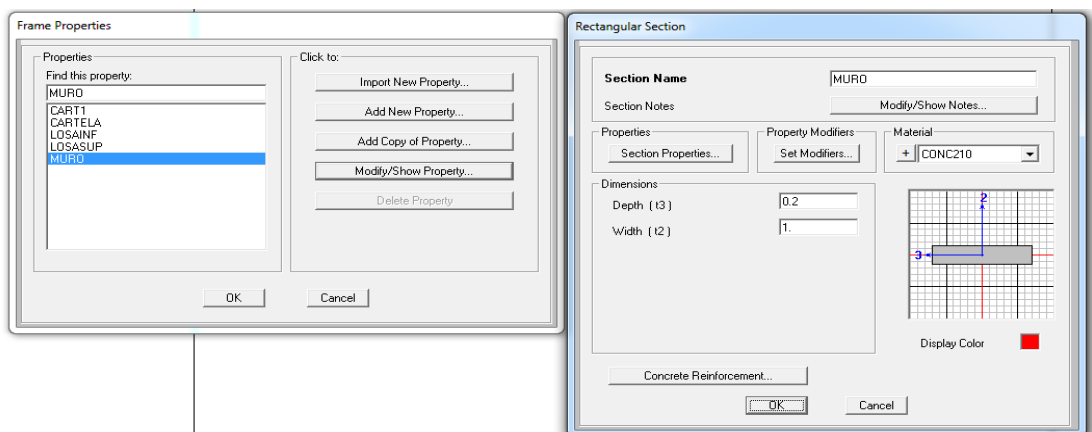 Frame Properties
Properties
Find this property:
MURO
CART1
CARTELA
LOSAINF
LOSASUP
MURO
Click to:
Import New Property...
Add New Property...
Add Copy of Property...
Modify/Show Property...
Delete Property
OK
Cancel
Rectangular Section
Section Name
MURO
Section Notes
Modify/Show Notes...
Properties
Section Properties...
Property Modifiers
Set Modifiers...
Material
+
CONC210
Dimensions
Depth ( t3 )
0.2
Width ( t2 )
1.
2
3
Display Color
Concrete Reinforcement...
OK
Cancel